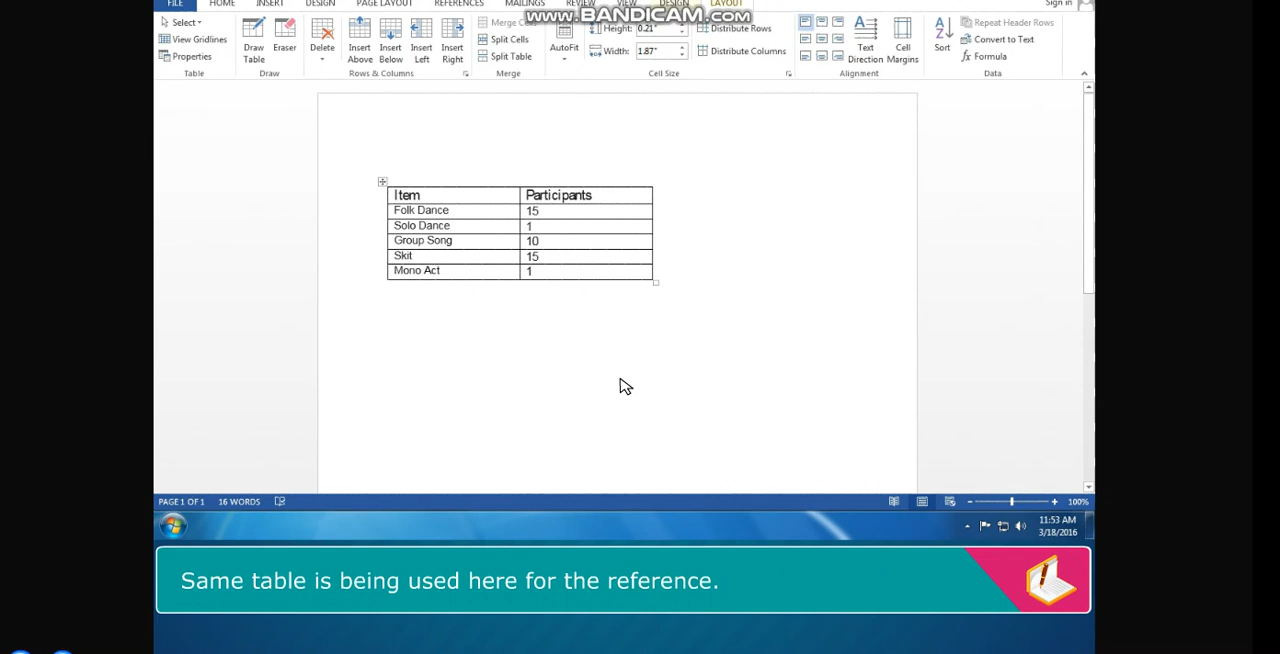 FILE HOME INSERT DESIGN PAGE LAYOUT REFERENCES MAILINGS REVIEW VIEW DESIGN LAYOUT Sign in
www.BANDICAM.com
Select
View Gridlines
Properties
Table
Draw Table
Eraser
Draw
Delete
Insert Above
Insert Below
Insert Left
Insert Right
Rows & Columns
Merge
Split Cells
Split Table
Merge
AutoFit
Height: 0.21"
Width: 1.87"
Distribute Rows
Distribute Columns
Cell Size
Text Direction
Cell Margins
Alignment
Sort
Repeat Header Rows
Convert to Text
Formula
Data
Item Participants
Folk Dance 15
Solo Dance 1
Group Song 10
Skit 15
Mono Act 1
PAGE 1 OF 1 16 WORDS 100%
11:53 AM
3/18/2016
Same table is being used here for the reference.